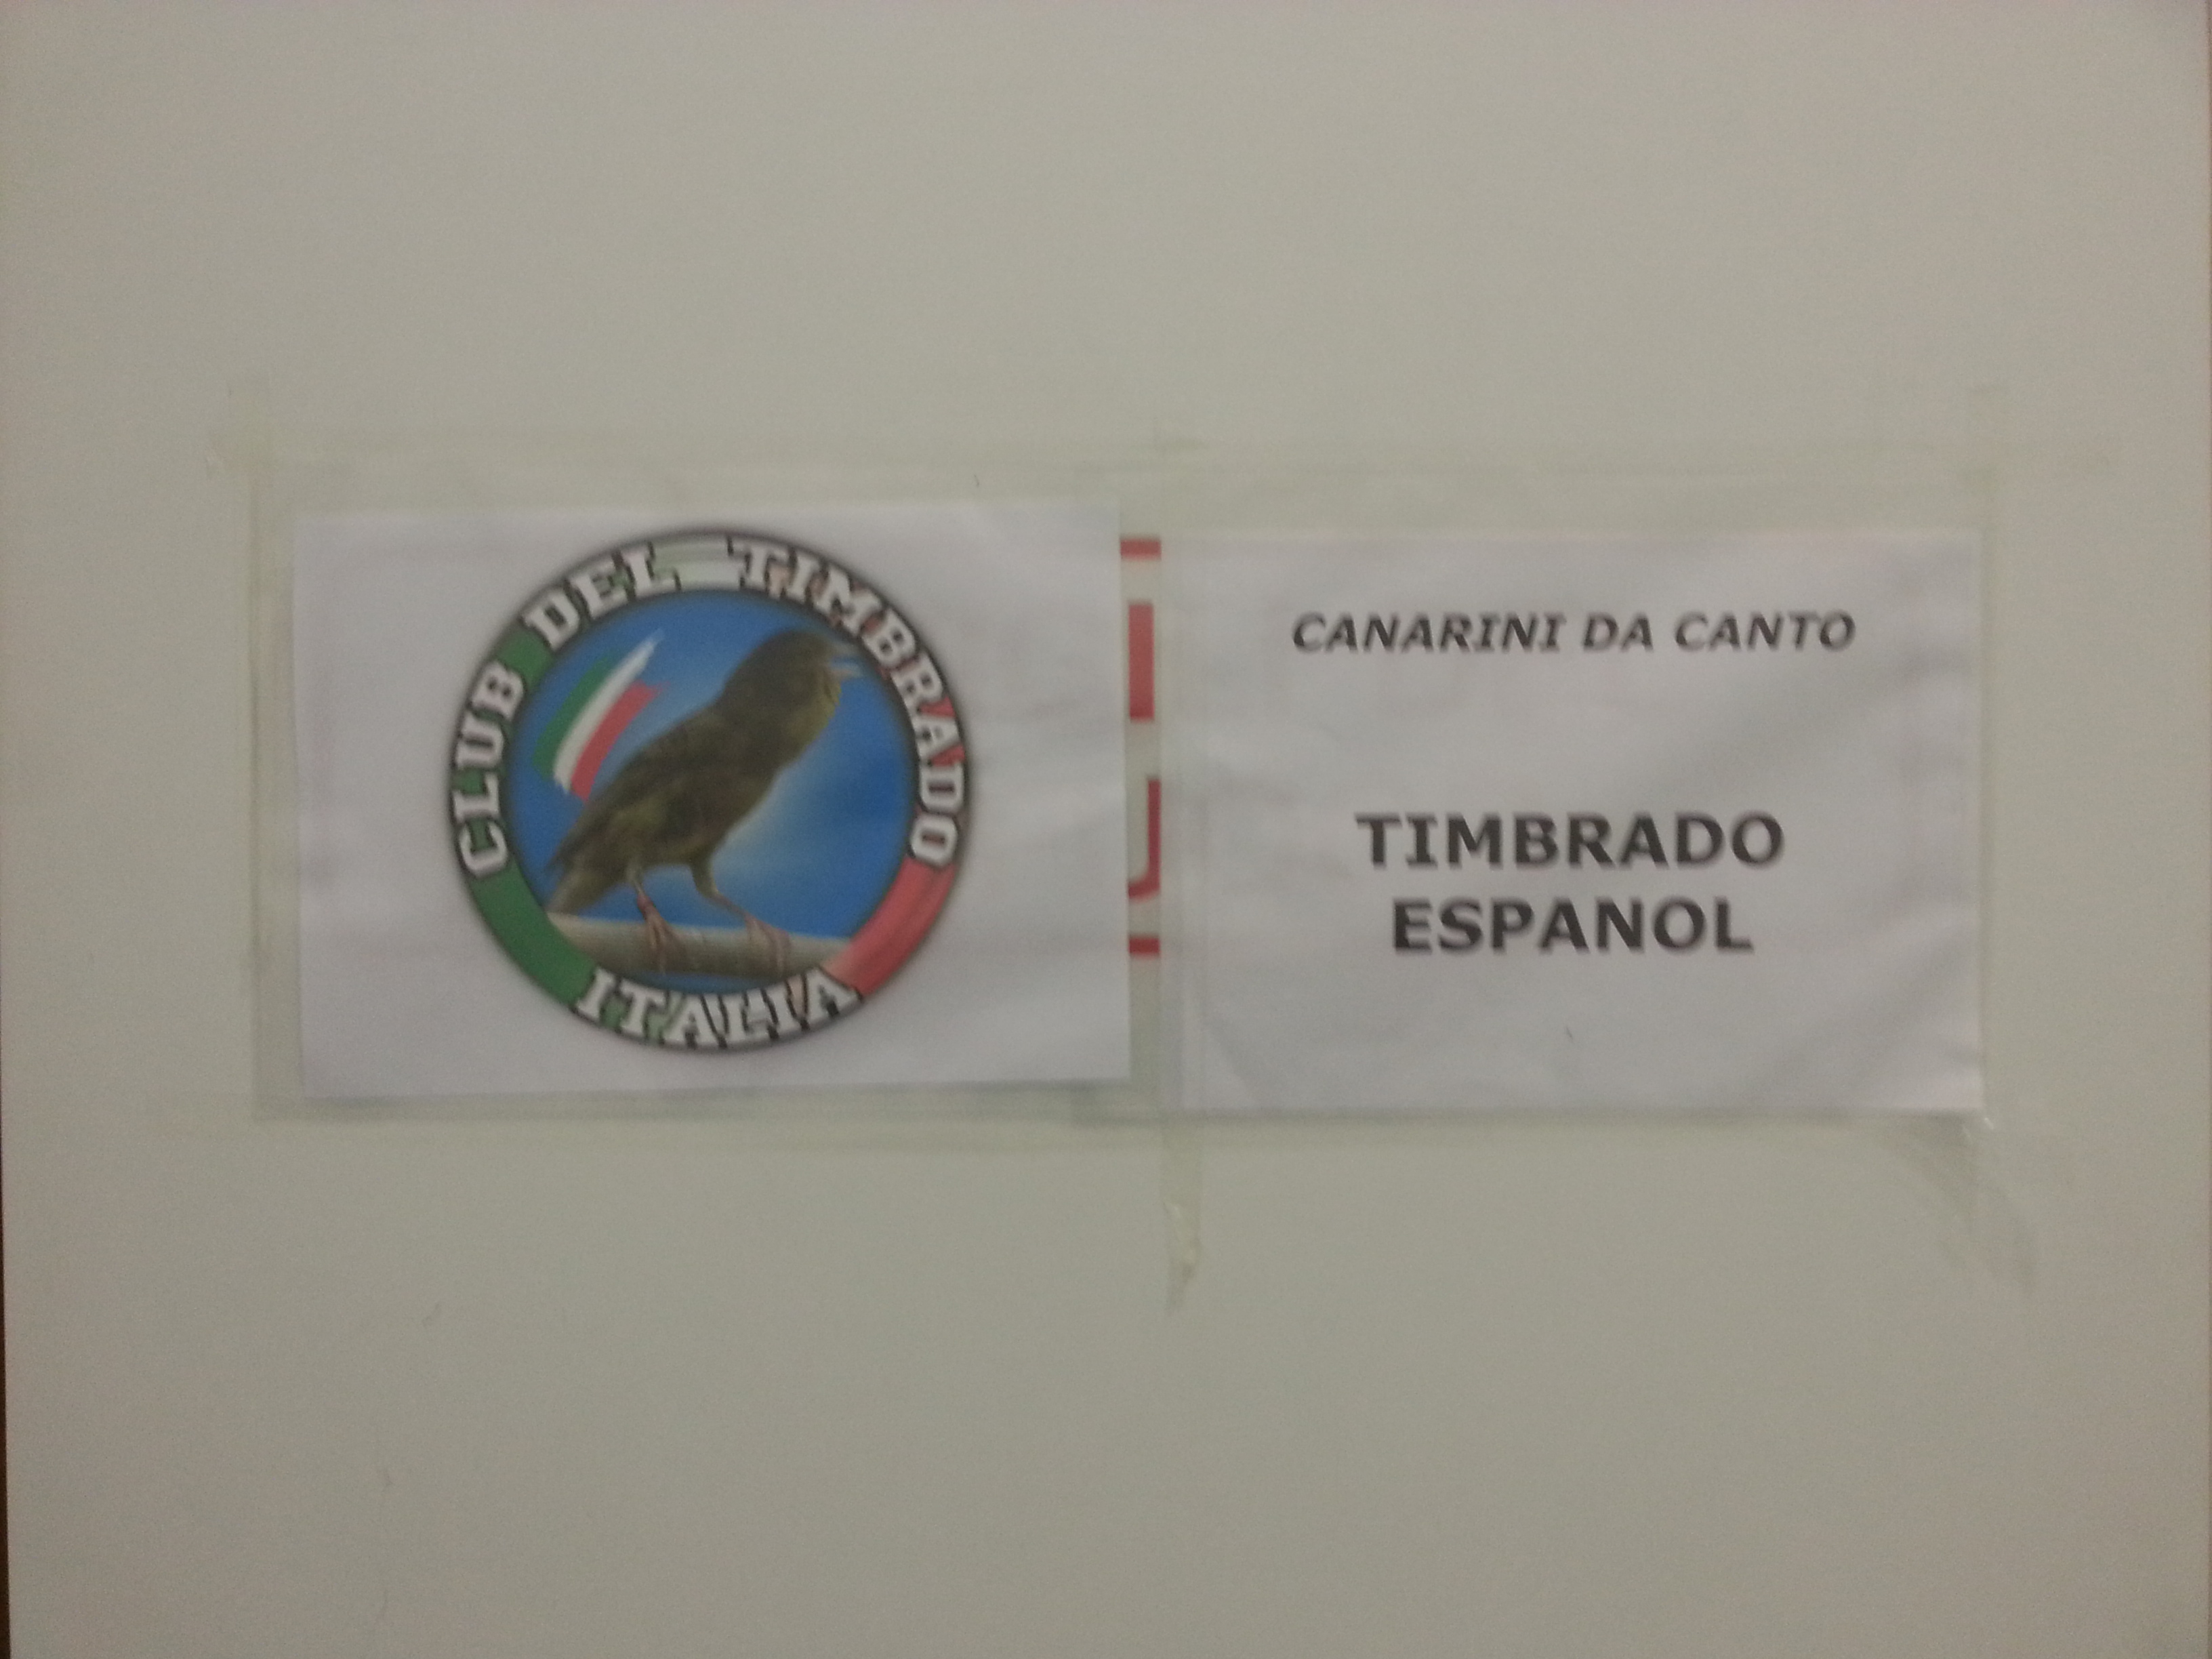 CLUB DEL TIMBRADO
ITALIA
CANARINI DA CANTO
TIMBRADO
ESPANOL